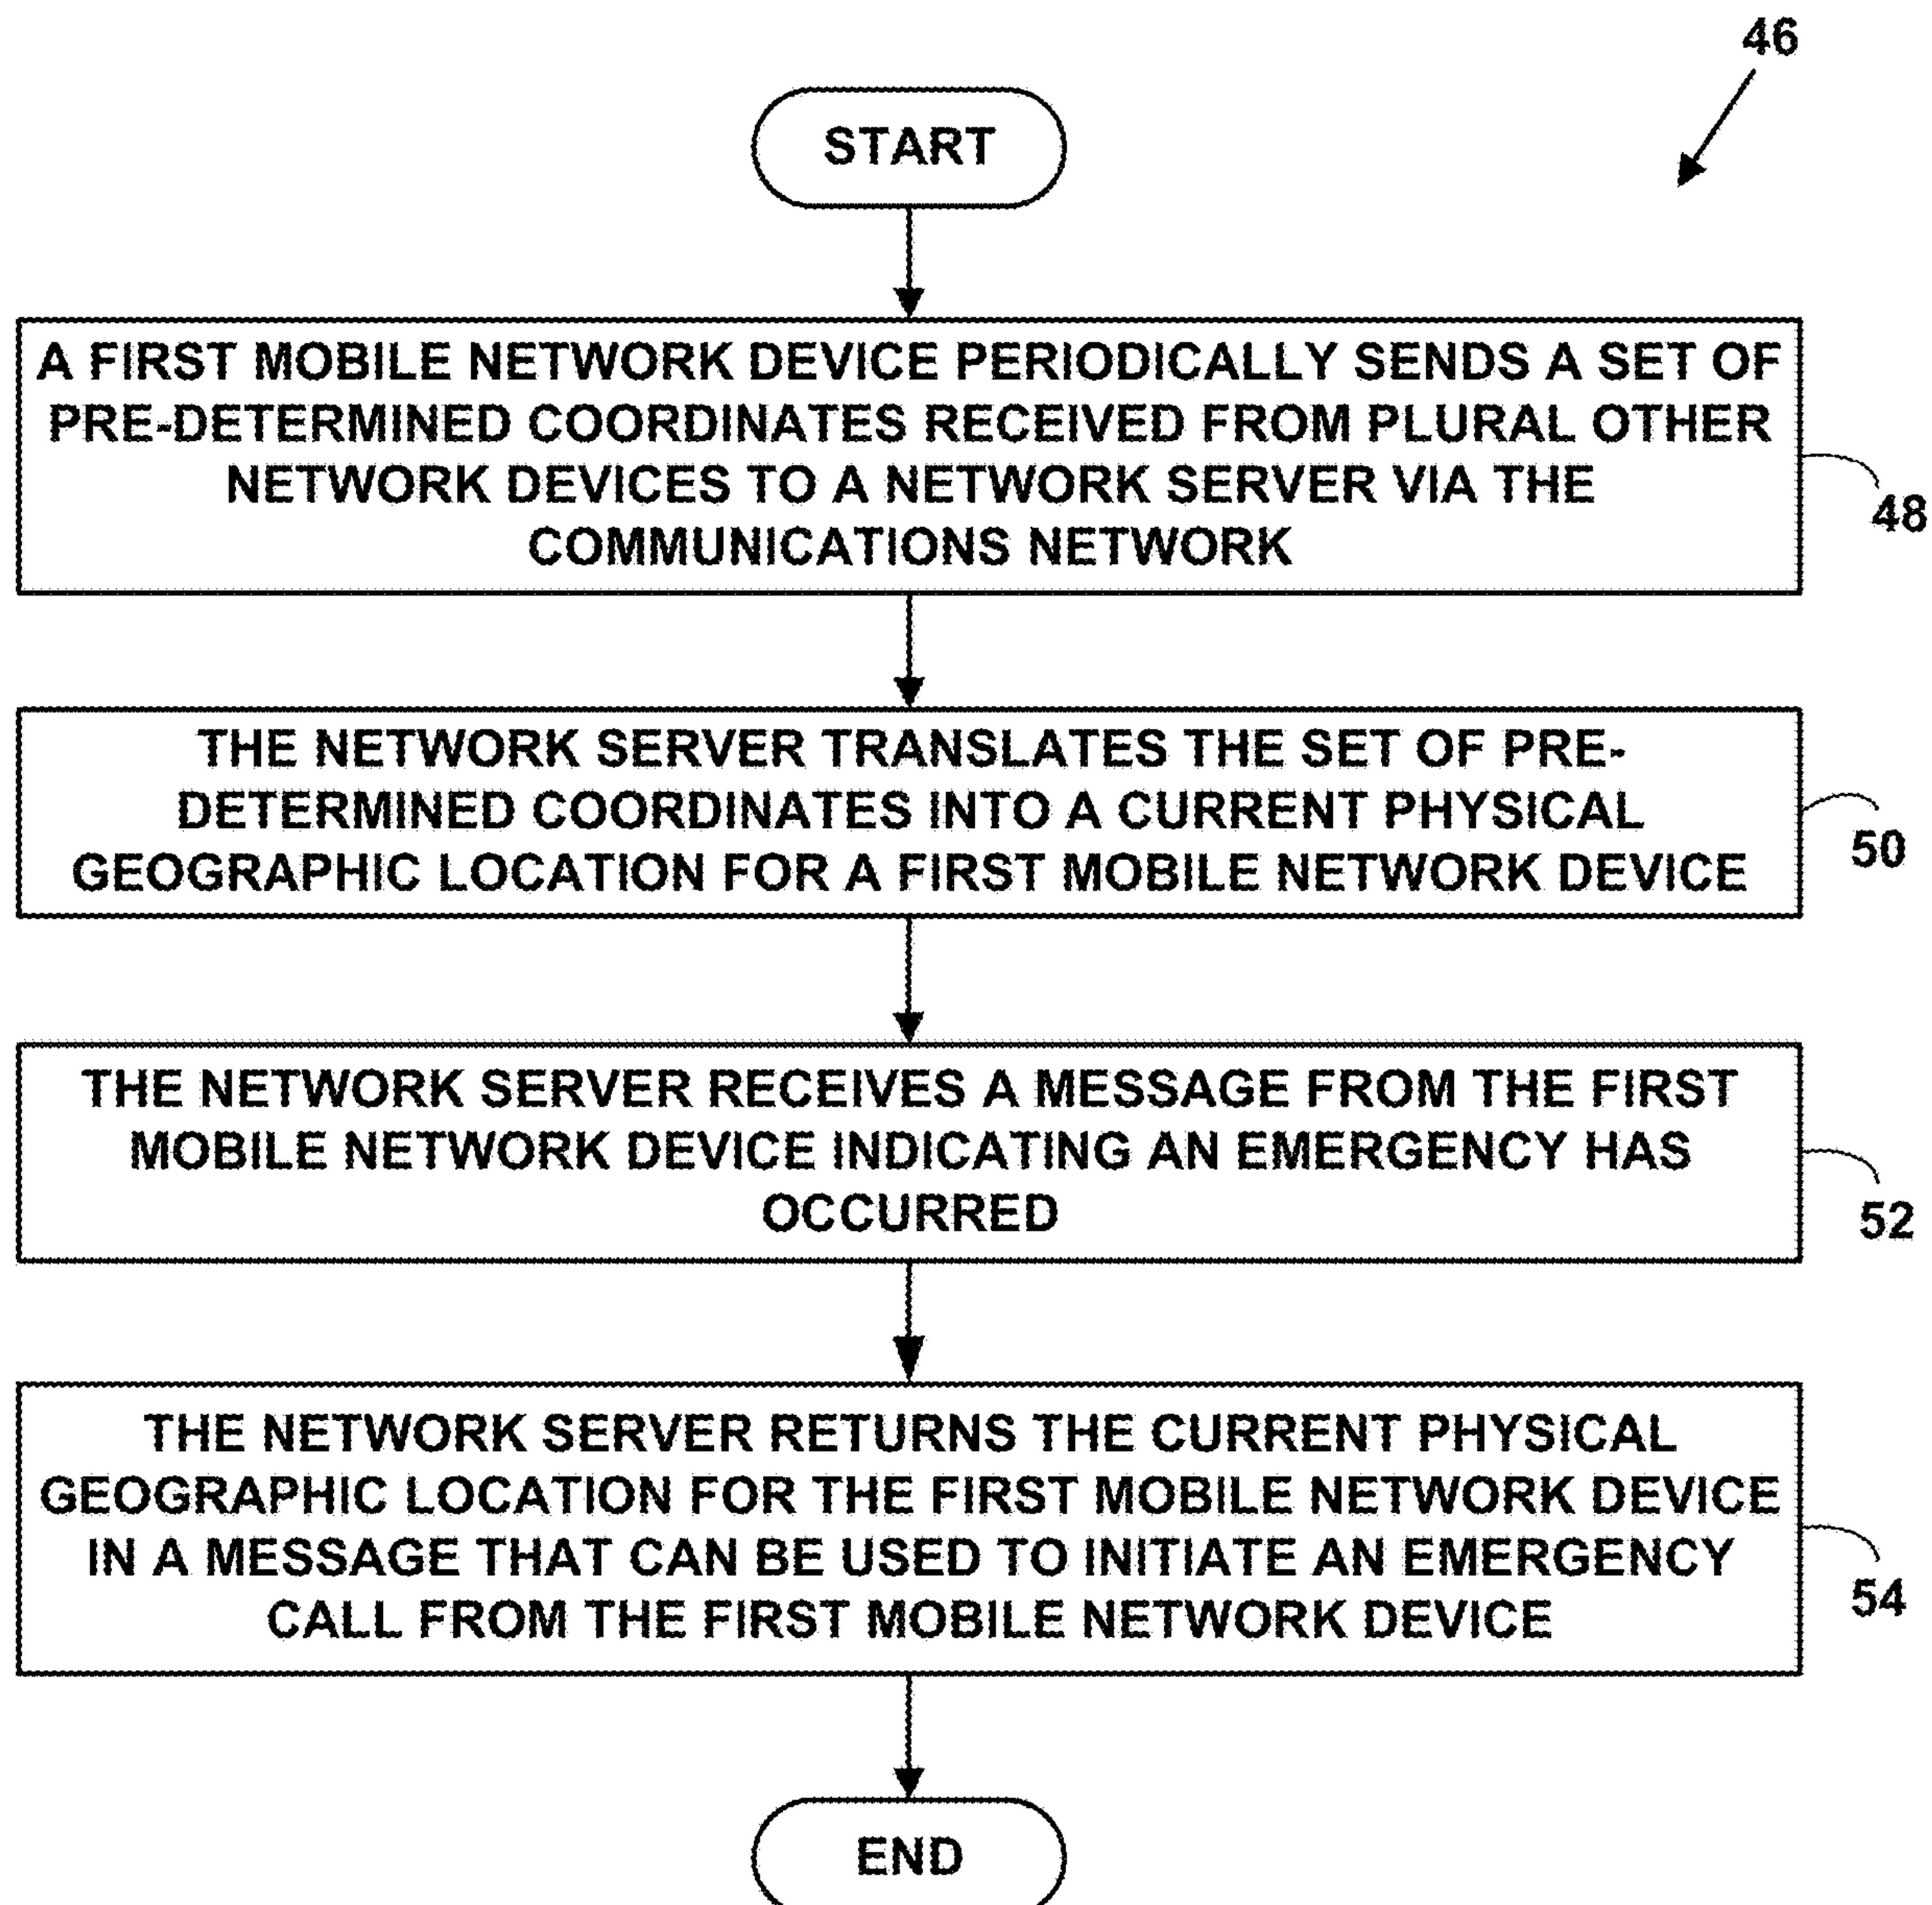 46
START
A FIRST MOBILE NETWORK DEVICE PERIODICALLY SENDS A SET OF
PRE-DETERMINED COORDINATES RECEIVED FROM PLURAL OTHER
NETWORK DEVICES TO A NETWORK SERVER VIA THE
COMMUNICATIONS NETWORK
48
THE NETWORK SERVER TRANSLATES THE SET OF PRE-
DETERMINED COORDINATES INTO A CURRENT PHYSICAL
GEOGRAPHIC LOCATION FOR A FIRST MOBILE NETWORK DEVICE
50
THE NETWORK SERVER RECEIVES A MESSAGE FROM THE FIRST
MOBILE NETWORK DEVICE INDICATING AN EMERGENCY HAS
OCCURRED
52
THE NETWORK SERVER RETURNS THE CURRENT PHYSICAL
GEOGRAPHIC LOCATION FOR THE FIRST MOBILE NETWORK DEVICE
IN A MESSAGE THAT CAN BE USED TO INITIATE AN EMERGENCY
CALL FROM THE FIRST MOBILE NETWORK DEVICE
54
END